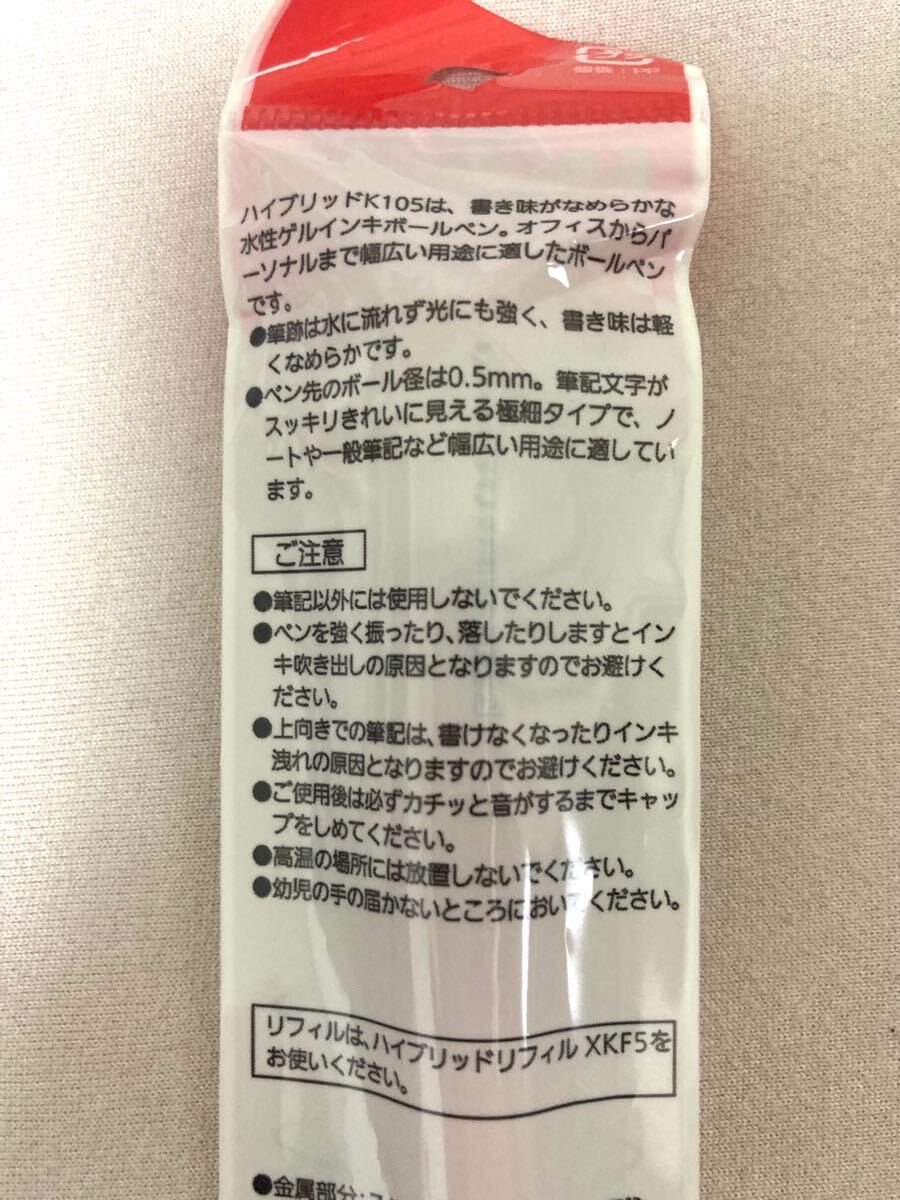 ハイブリッドK105は、書き味がなめらかな
水性ゲルインキボールペン。オフィスからパ
ーソナルまで幅広い用途に適したボールペン
です。
●筆跡は水に流れず光にも強く、書き味は軽
くなめらかです。
●ペン先のボール径は0.5mm。筆記文字が
スッキリきれいに見える極細タイプで、ノ
ートや一般筆記など幅広い用途に適してい
ます。
ご注意
●筆記以外には使用しないでください。
●ペンを強く振ったり、落したりしますとイン
キ吹き出しの原因となりますのでお避けく
ださい。
●上向きでの筆記は、書けなくなったりインキ
洩れの原因となりますのでお避けください。
●ご使用後は必ずカチッと音がするまでキャッ
プをしめてください。
●高温の場所には放置しないでください。
●幼児の手の届かないところにおいてください。
リフィルは、ハイブリッドリフィル XKF5を
お使いください。
●金属部分: